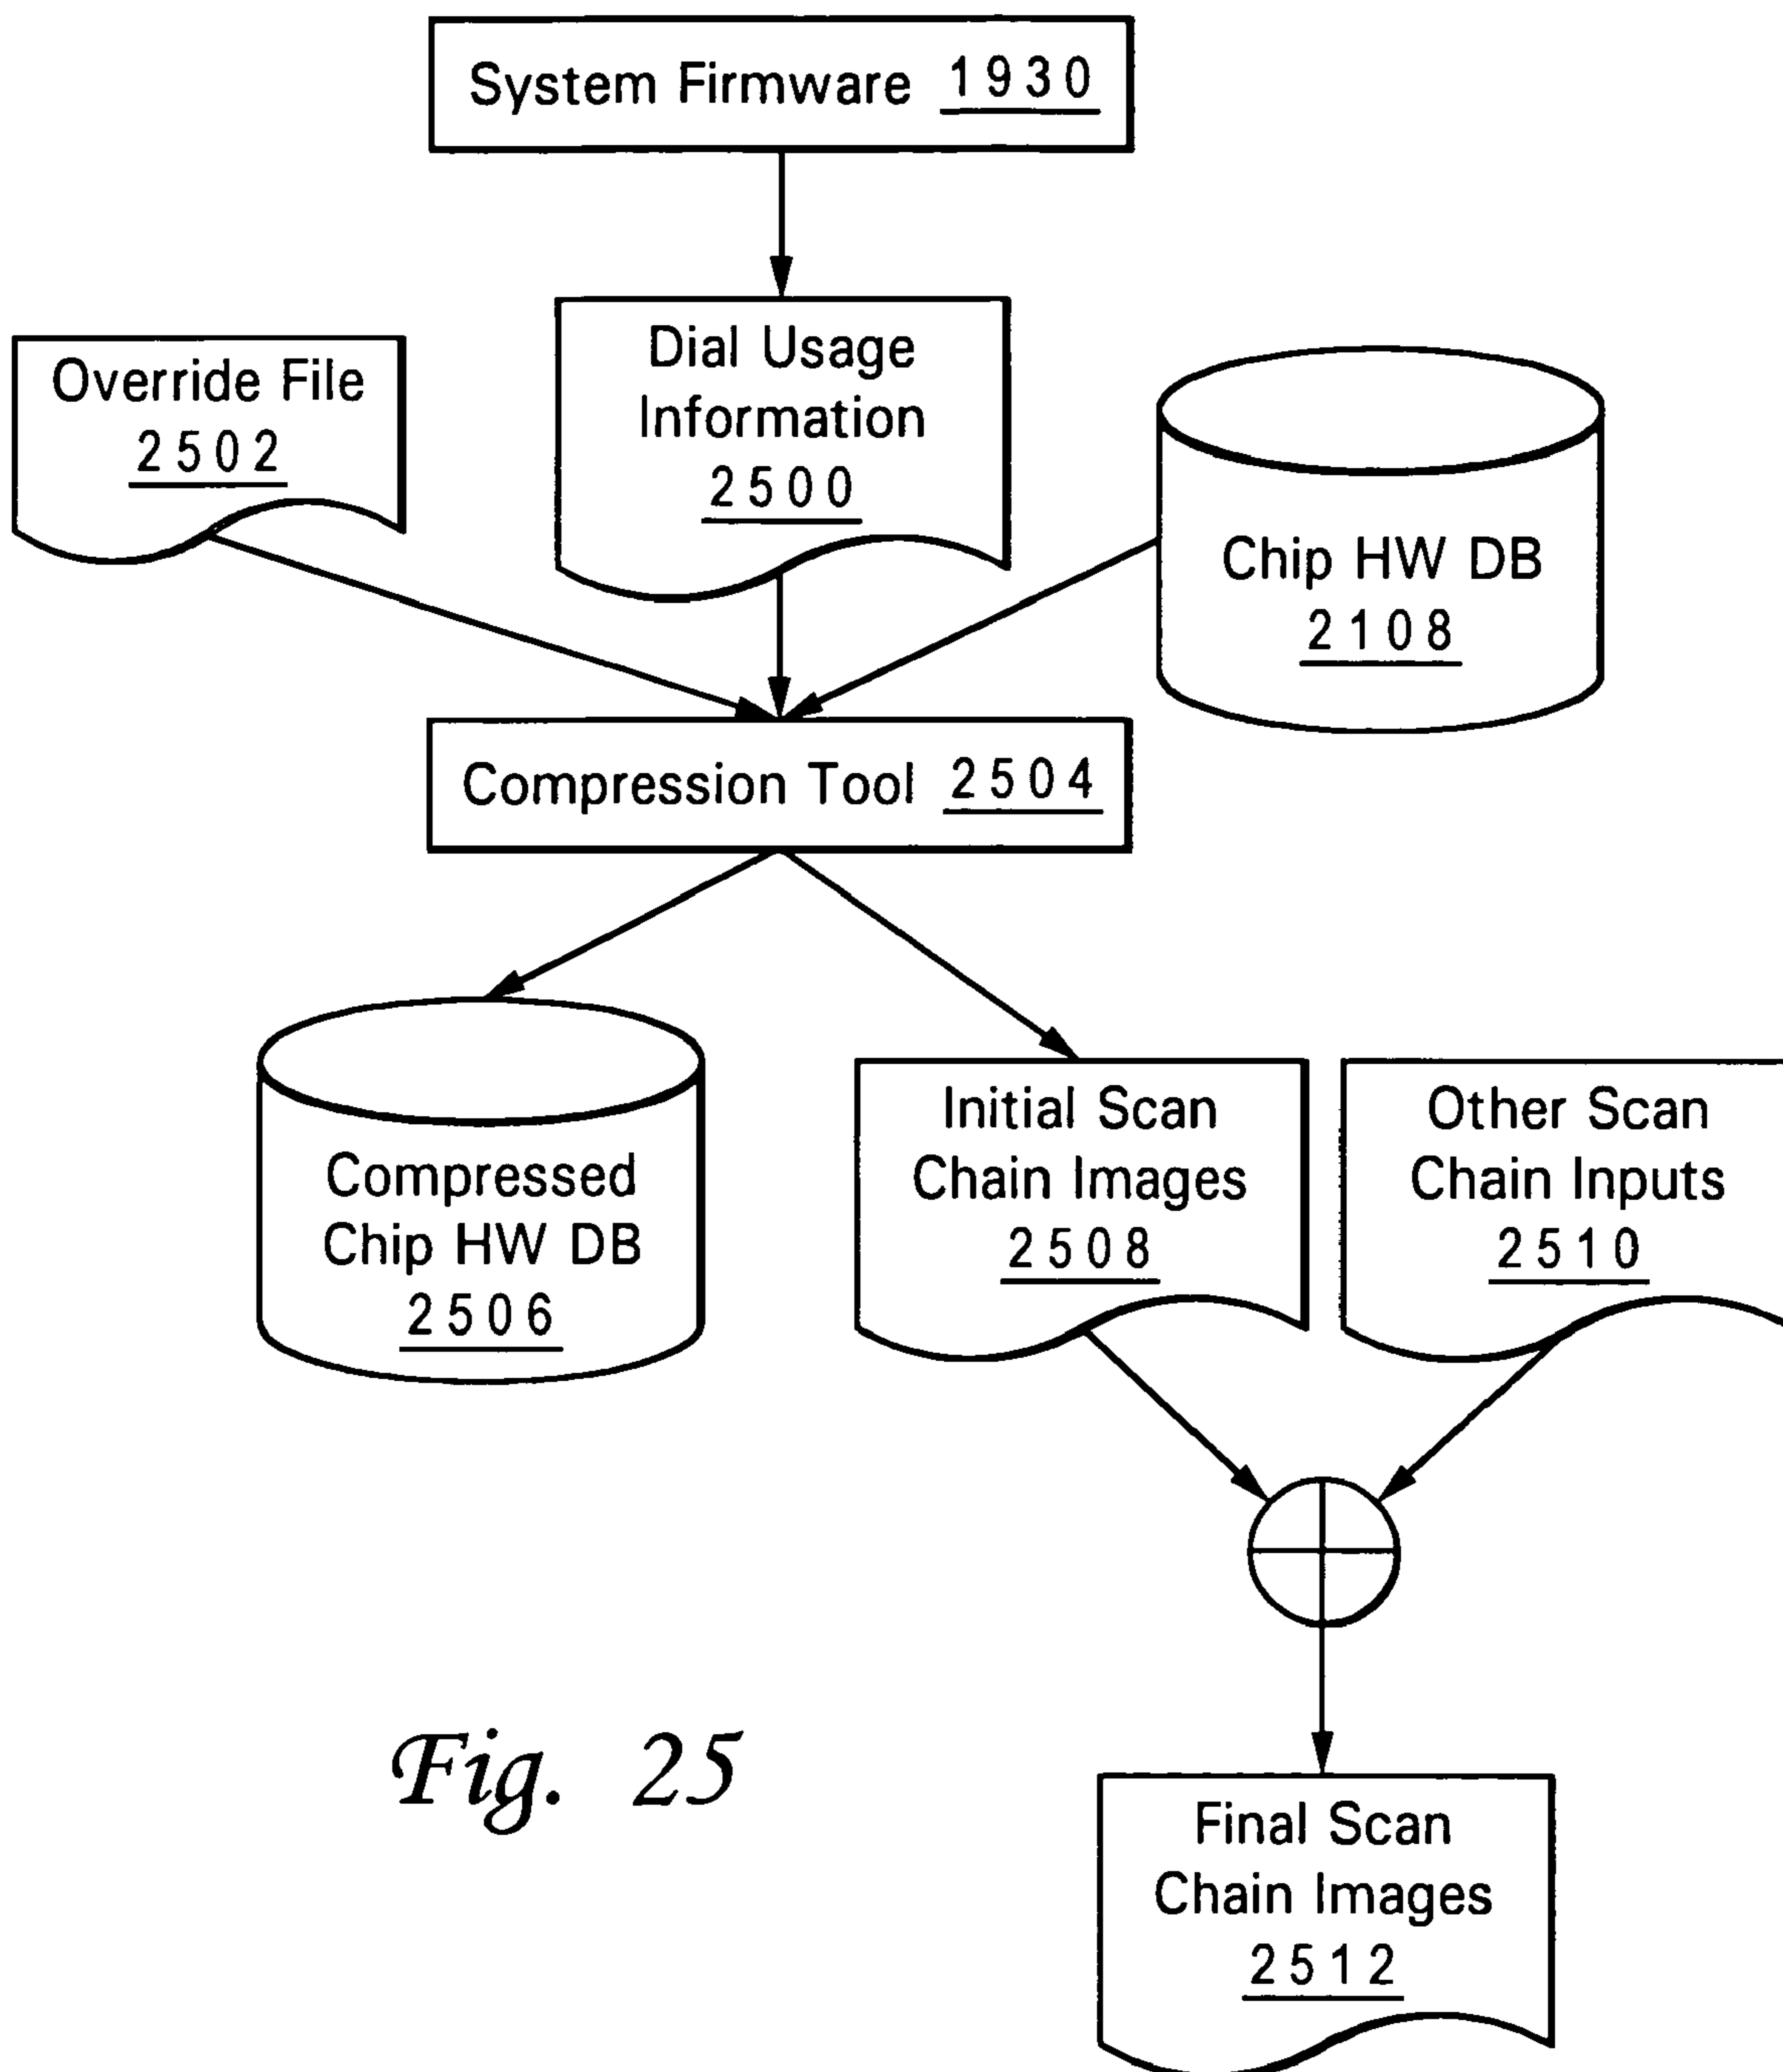 System Firmware 1930
Dial Usage
Information
2500
Override File
2502
Chip HW DB
2108
Compression Tool 2504
Compressed
Chip HW DB
2506
Initial Scan
Chain Images
2508
Other Scan
Chain Inputs
2510
Fig. 25
Final Scan
Chain Images
2512